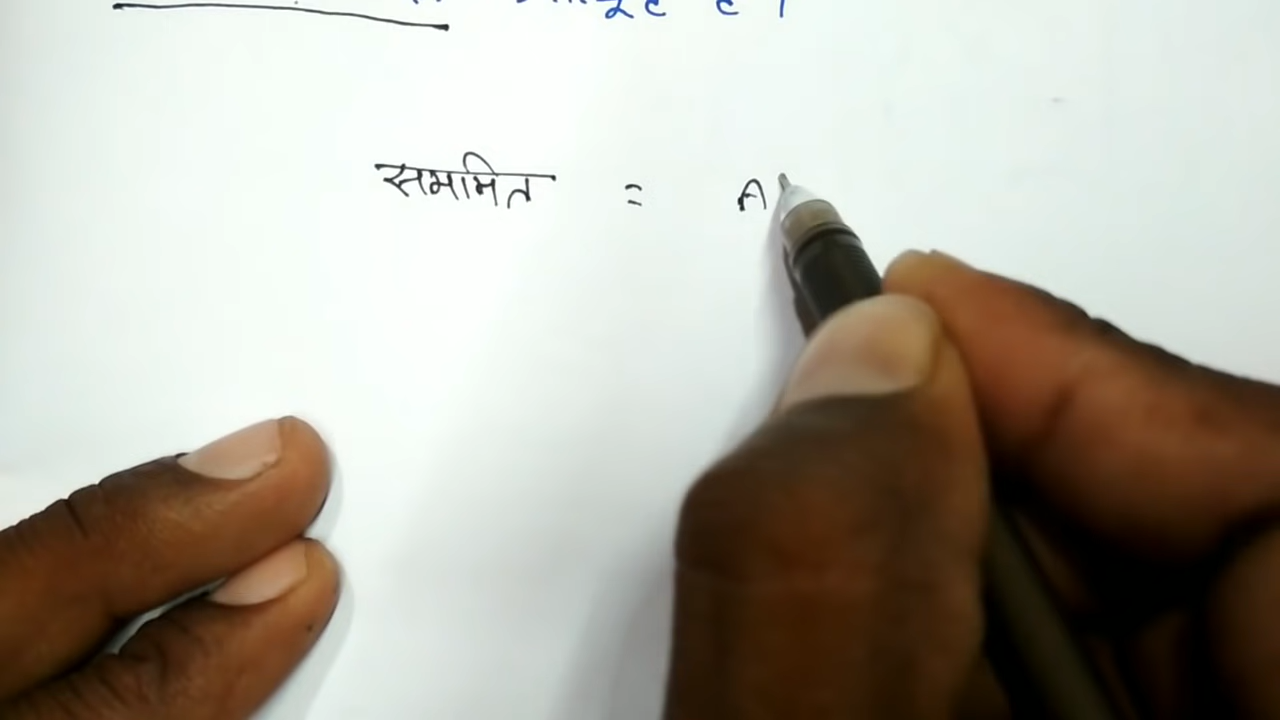 है ।
सममित = A